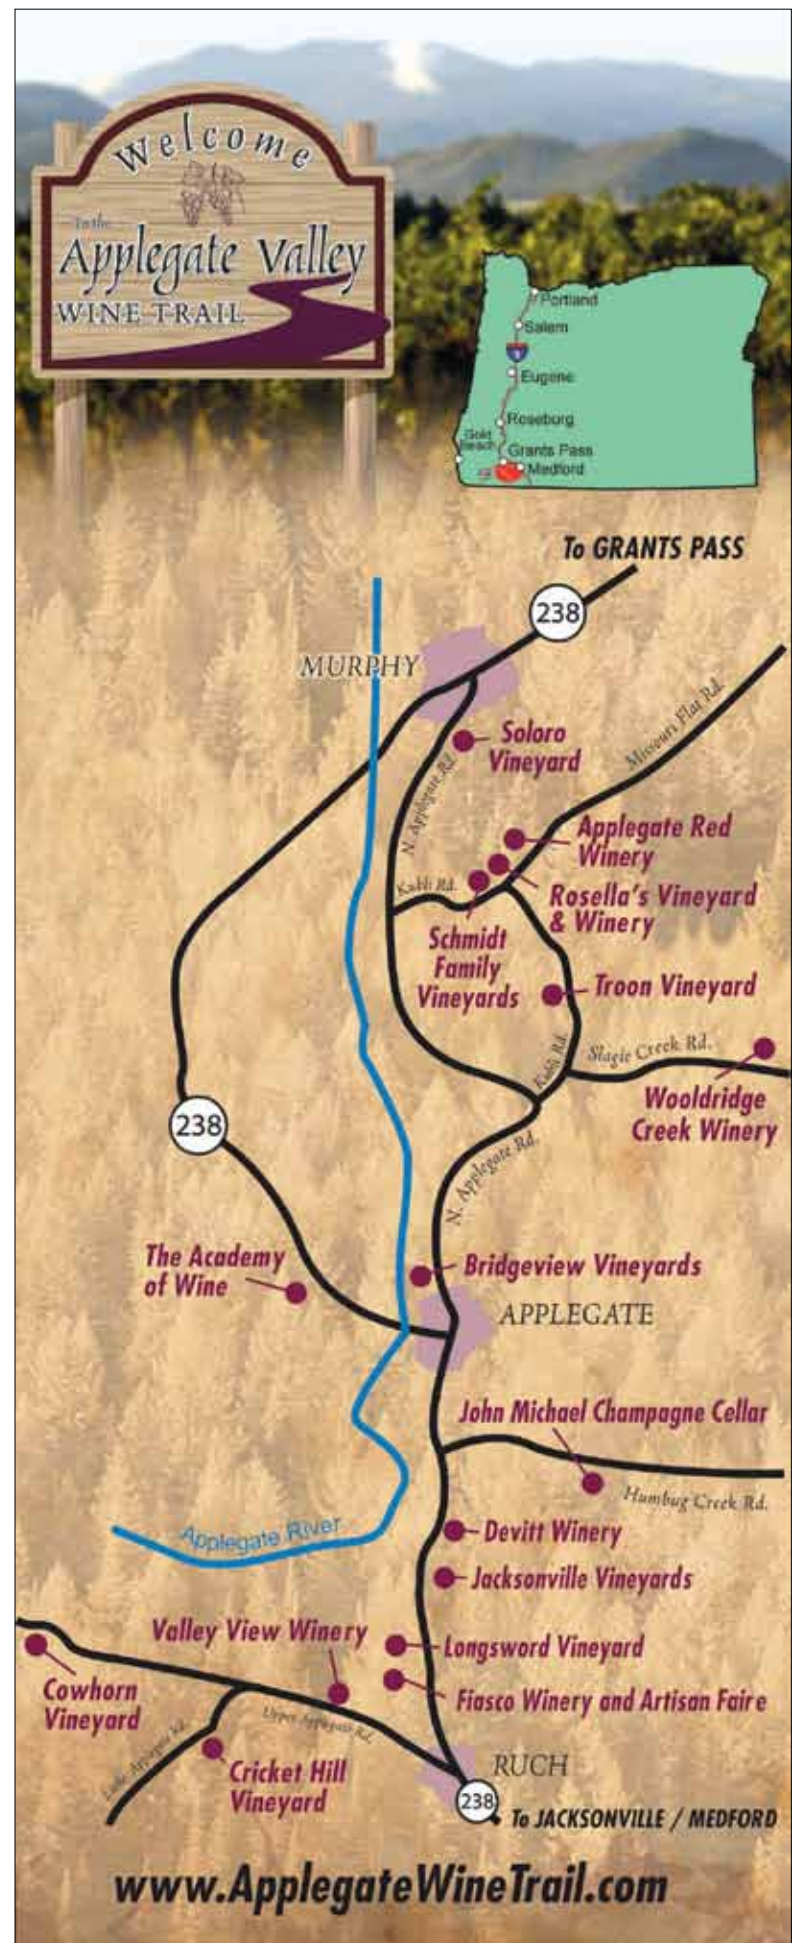 Welcome
to the
Applegate Valley
WINE TRAIL
Portland
Salem
5
Eugene
Roseburg
Gold
Beach
Grants Pass
Medford
To GRANTS PASS
238
MURPHY
Missouri Flat Rd.
Soloro
Vineyard
N. Applegate Rd.
Applegate Red
Winery
Kubli Rd.
Rosella's Vineyard
& Winery
Schmidt
Family
Vineyards
Troon Vineyard
Kubli Rd.
Slagle Creek Rd.
Wooldridge
Creek Winery
238
N. Applegate Rd.
The Academy
of Wine
Bridgeview Vineyards
APPLEGATE
John Michael Champagne Cellar
Humbug Creek Rd.
Applegate River
Devitt Winery
Jacksonville Vineyards
Valley View Winery
Longsword Vineyard
Cowhorn
Vineyard
Fiasco Winery and Artisan Faire
Upper Applegate Rd.
Little Applegate Rd.
Cricket Hill
Vineyard
RUCH
238
To JACKSONVILLE / MEDFORD
www.ApplegateWineTrail.com